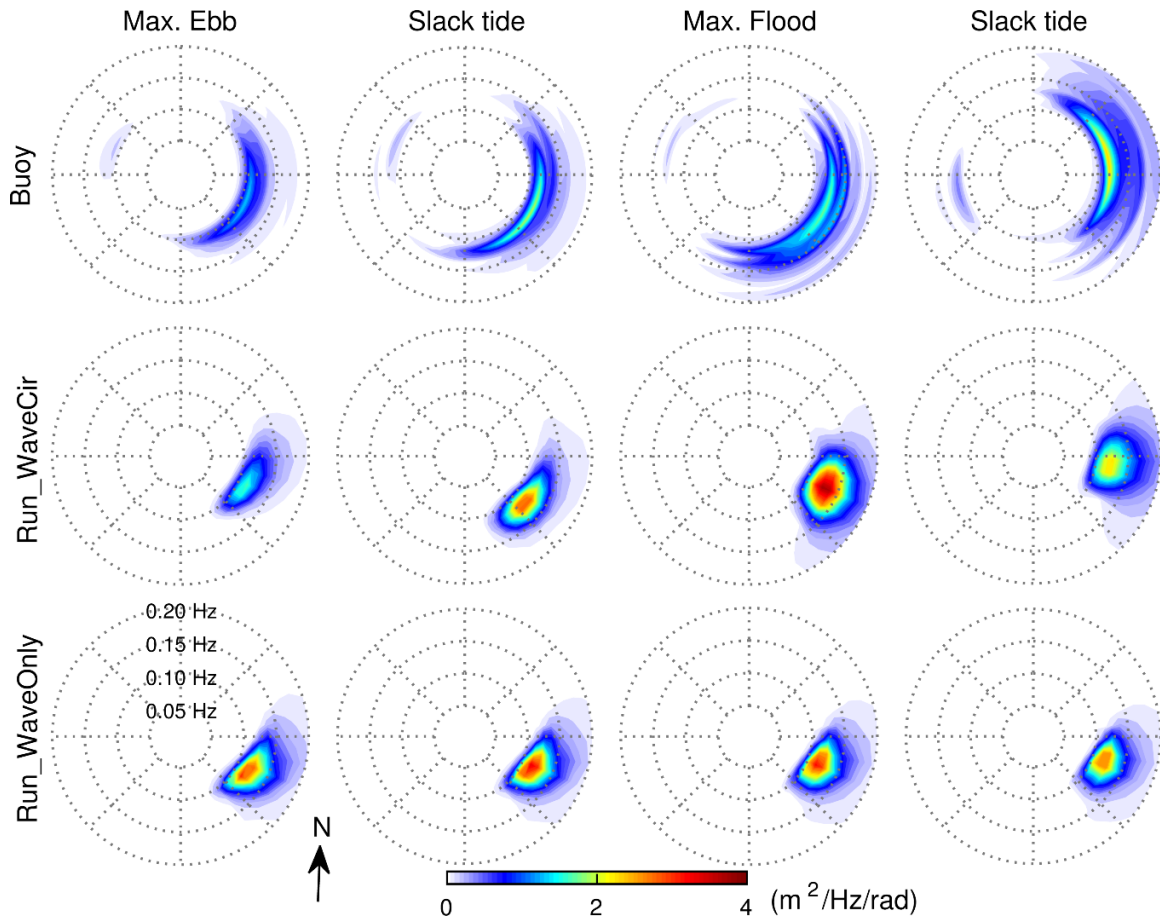 Max. Ebb
Slack tide
Max. Flood
Slack tide
Buoy
Run_WaveCir
Run_WaveOnly
0.20 Hz
0.15 Hz
0.10 Hz
0.05 Hz
N
0 2 4 (m²/Hz/rad)